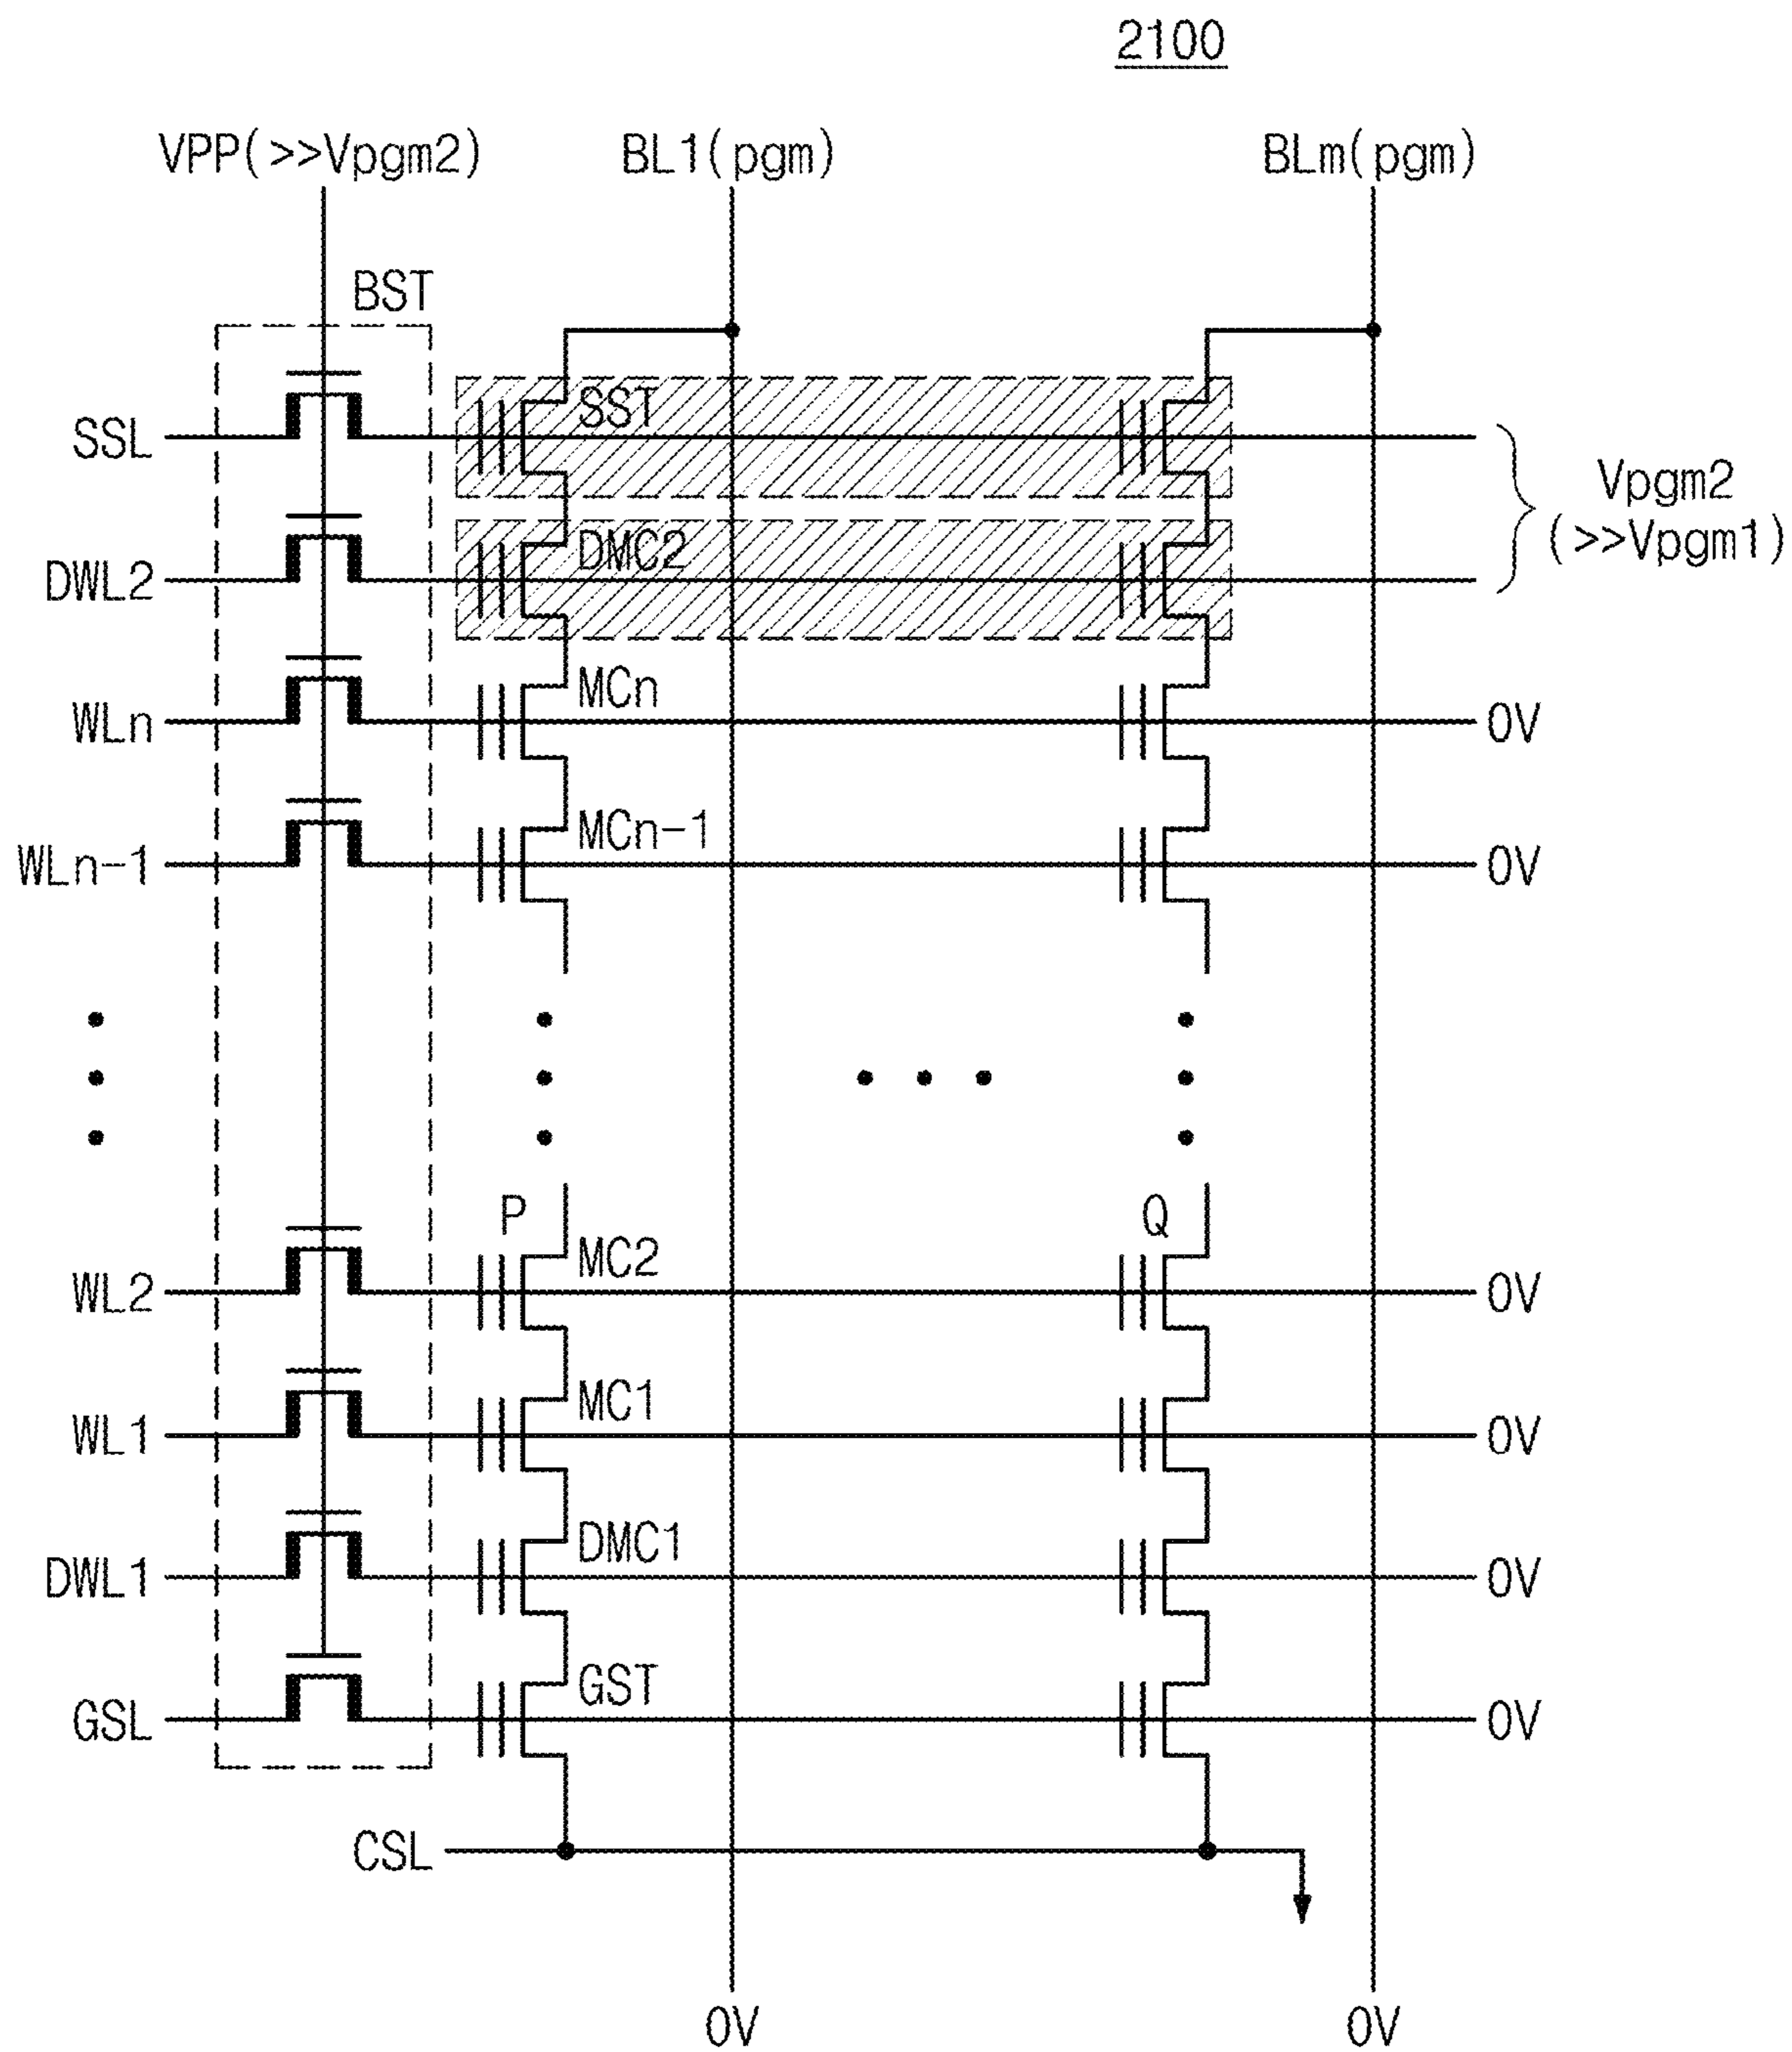 2100
VPP(>>Vpgm2)
BL1(pgm)
BLm(pgm)
BST
SSL
SST
Vpgm2
(>>Vpgm1)
DWL2
DMC2
WLn
MCn
0V
WLn-1
MCn-1
0V
P
Q
WL2
MC2
0V
WL1
MC1
0V
DWL1
DMC1
0V
GSL
GST
0V
CSL
0V
0V